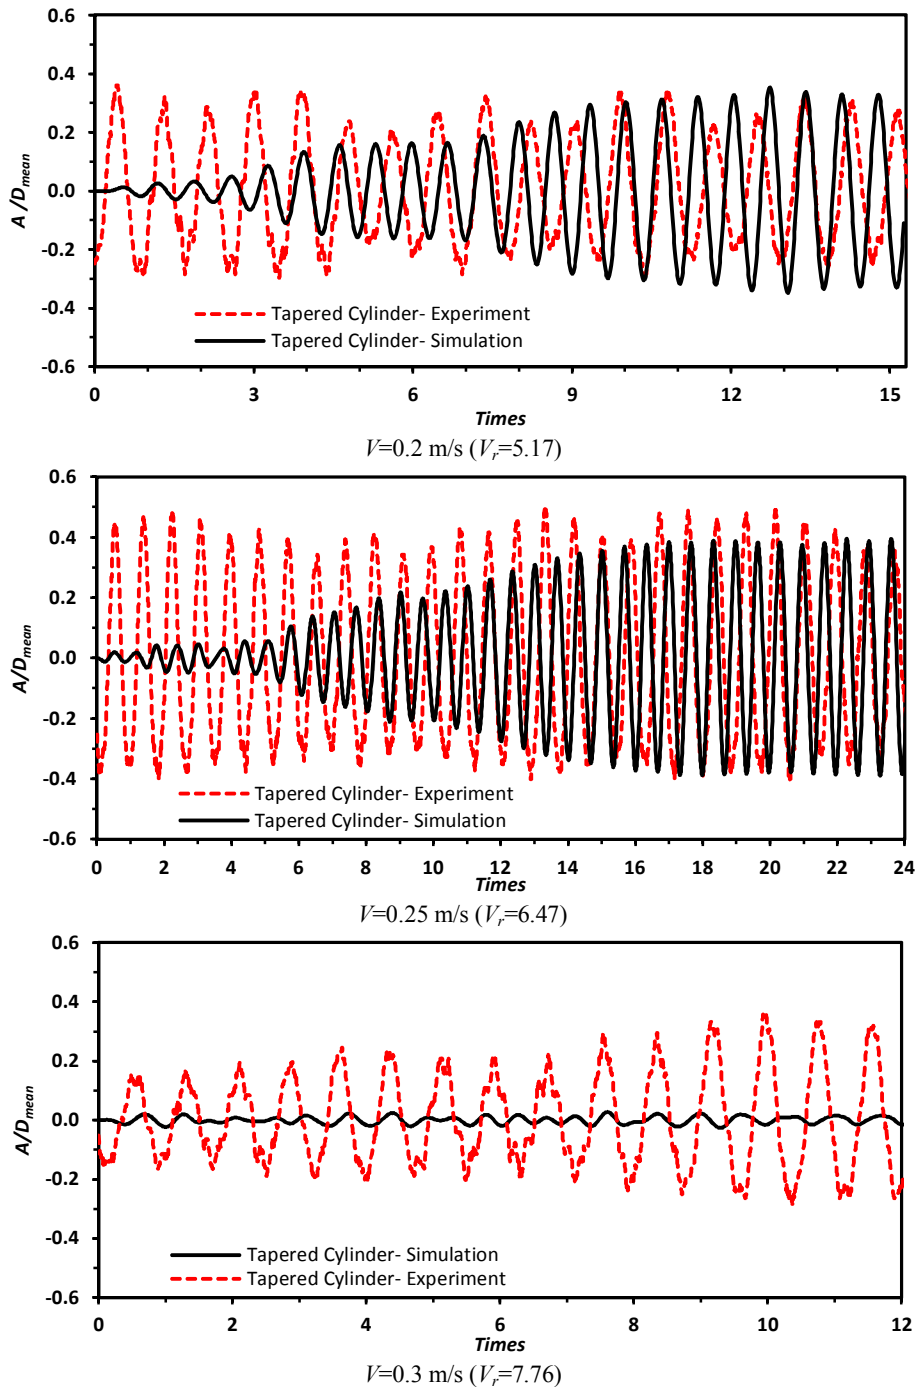 0.6
0.4
0.2
0.0
-0.2
-0.4
-0.6
A /Dmean
Tapered Cylinder- Experiment
Tapered Cylinder- Simulation
0 3 6 9 12 15
Times
V=0.2 m/s (Vr=5.17)
0.6
0.4
0.2
0.0
-0.2
-0.4
-0.6
A/Dmean
Tapered Cylinder- Experiment
Tapered Cylinder- Simulation
0 2 4 6 8 10 12 14 16 18 20 22 24
Times
V=0.25 m/s (Vr=6.47)
0.6
0.4
0.2
0.0
-0.2
-0.4
-0.6
A/Dmean
Tapered Cylinder- Simulation
Tapered Cylinder- Experiment
0 2 4 6 8 10 12
Times
V=0.3 m/s (Vr=7.76)